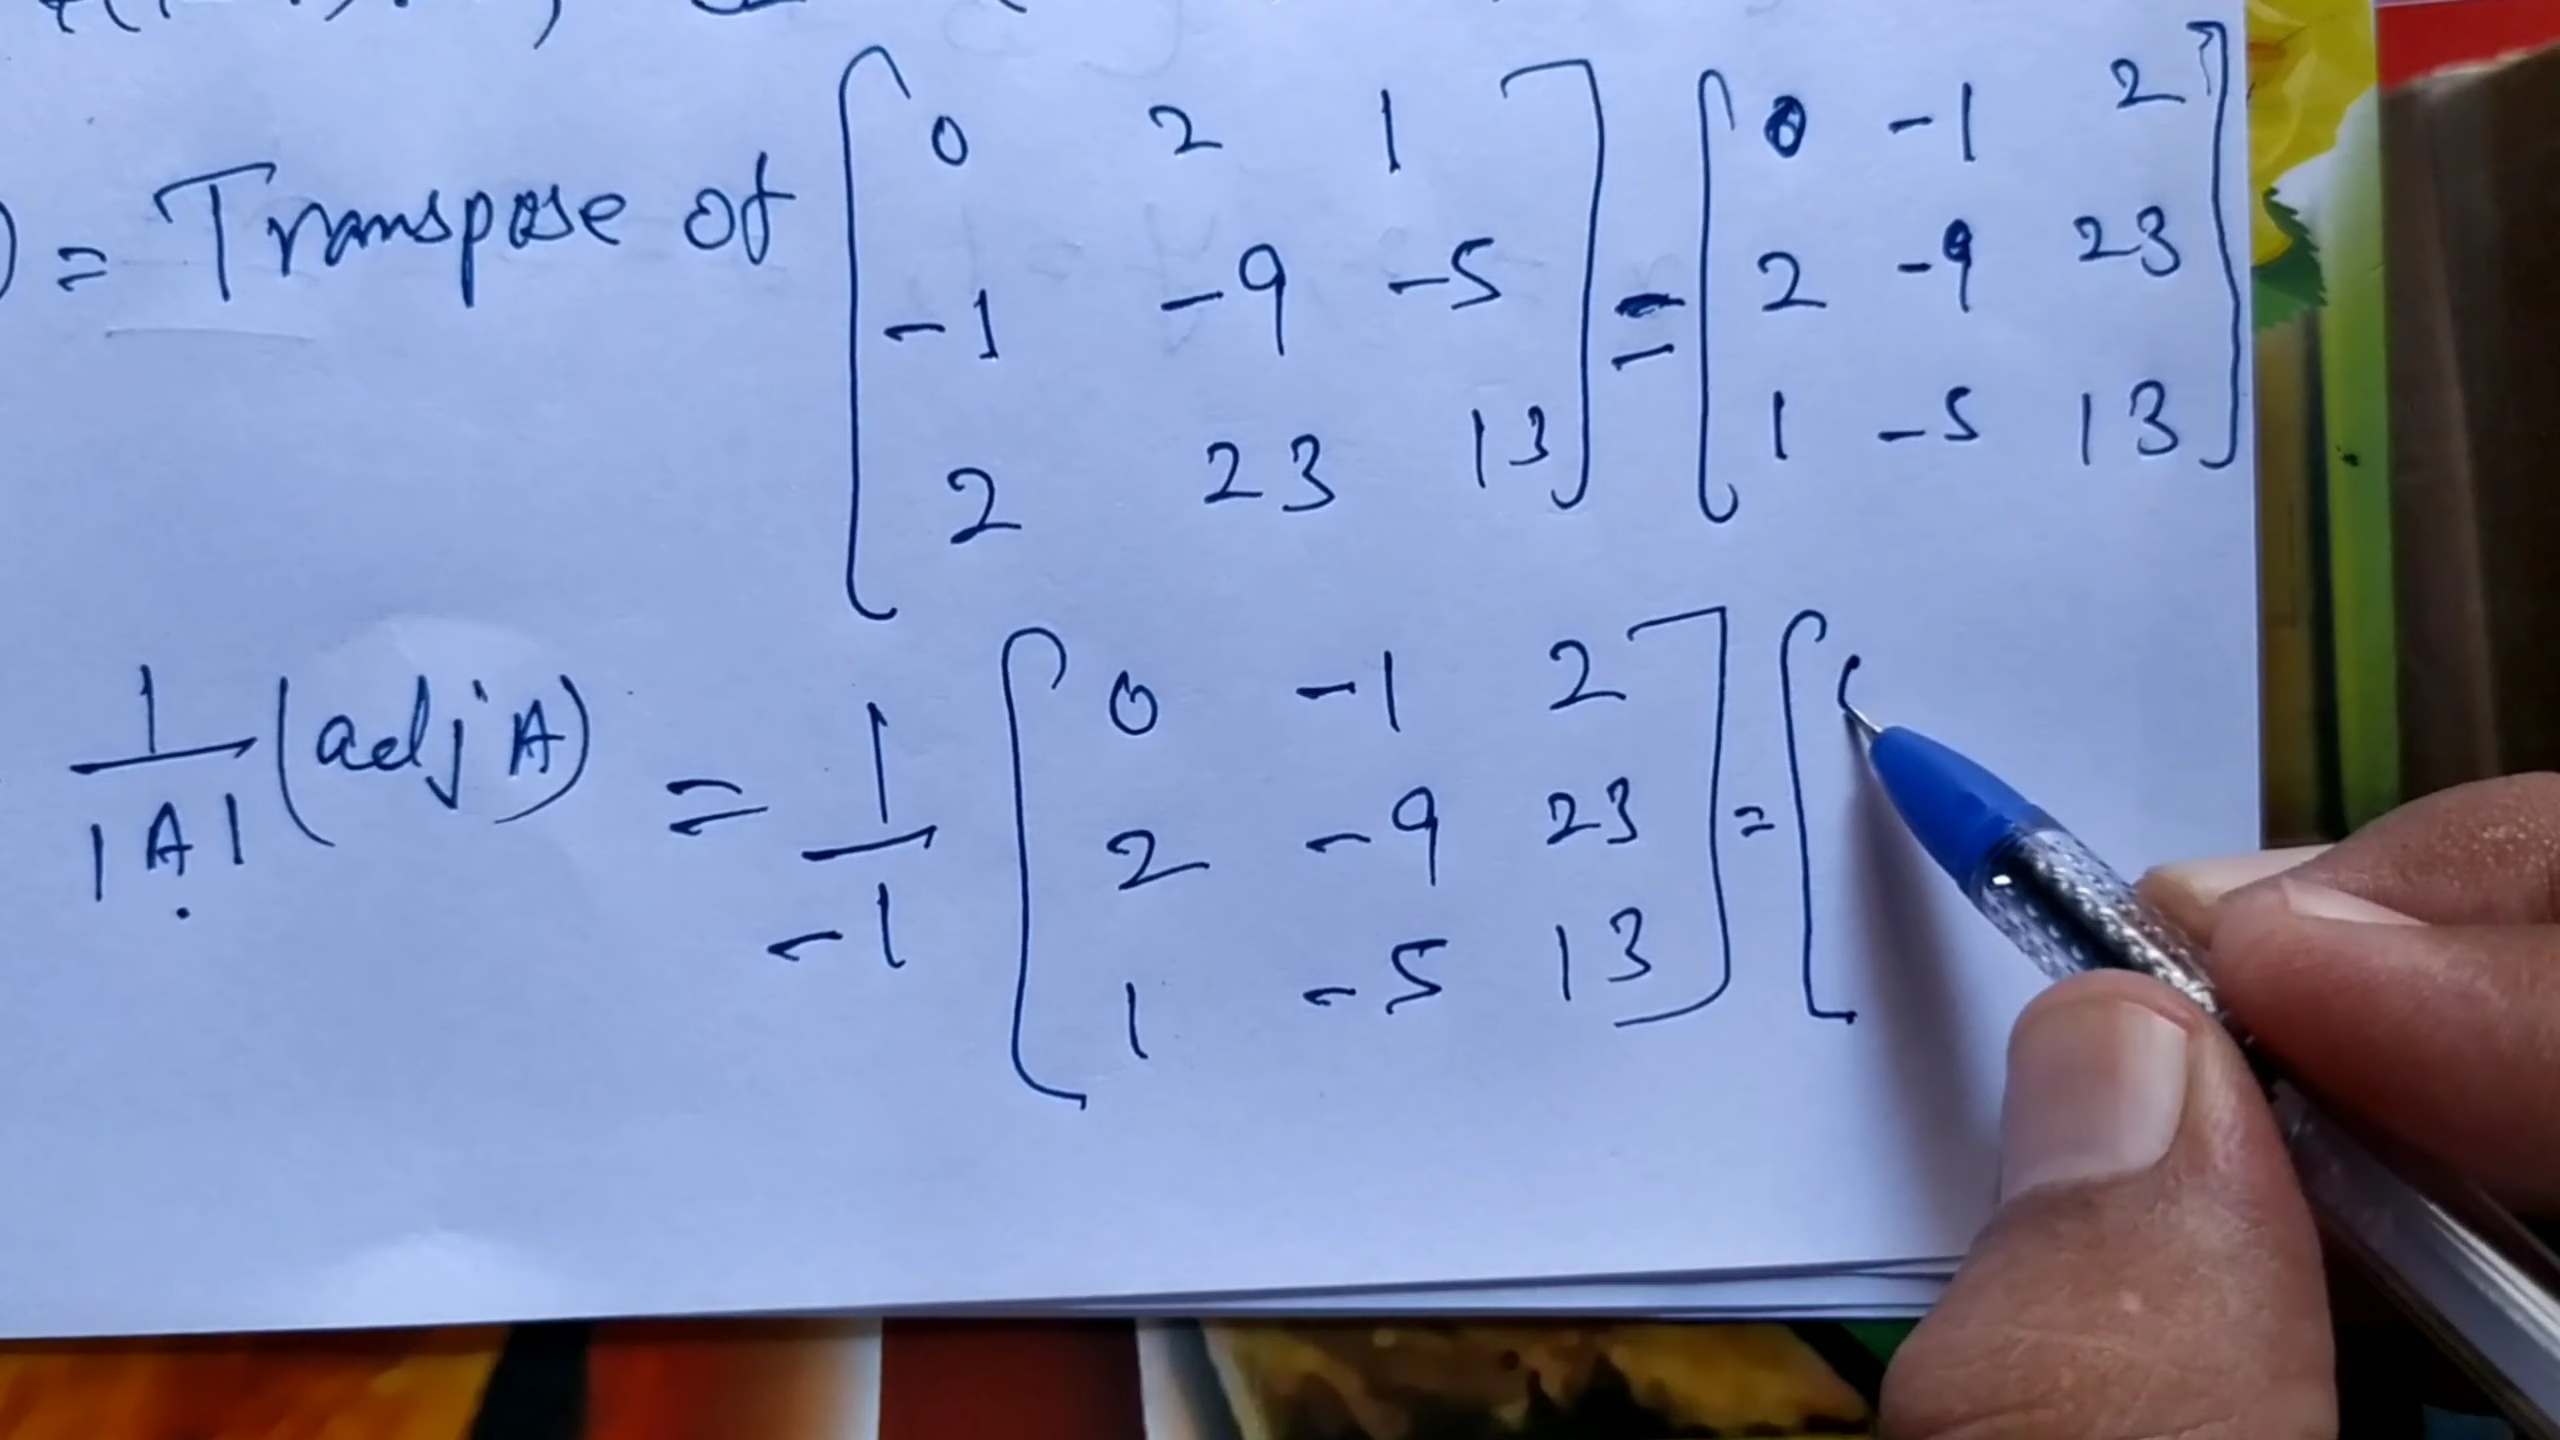 ) = Transpose of [ 0 2 1 ] = [ 0 -1 2 ]
-1 -9 -5 2 -9 23
2 23 13 1 -5 13
1/|A| (adj A) = 1/-1 [ 0 -1 2 ] = [
2 -9 23
1 -5 13